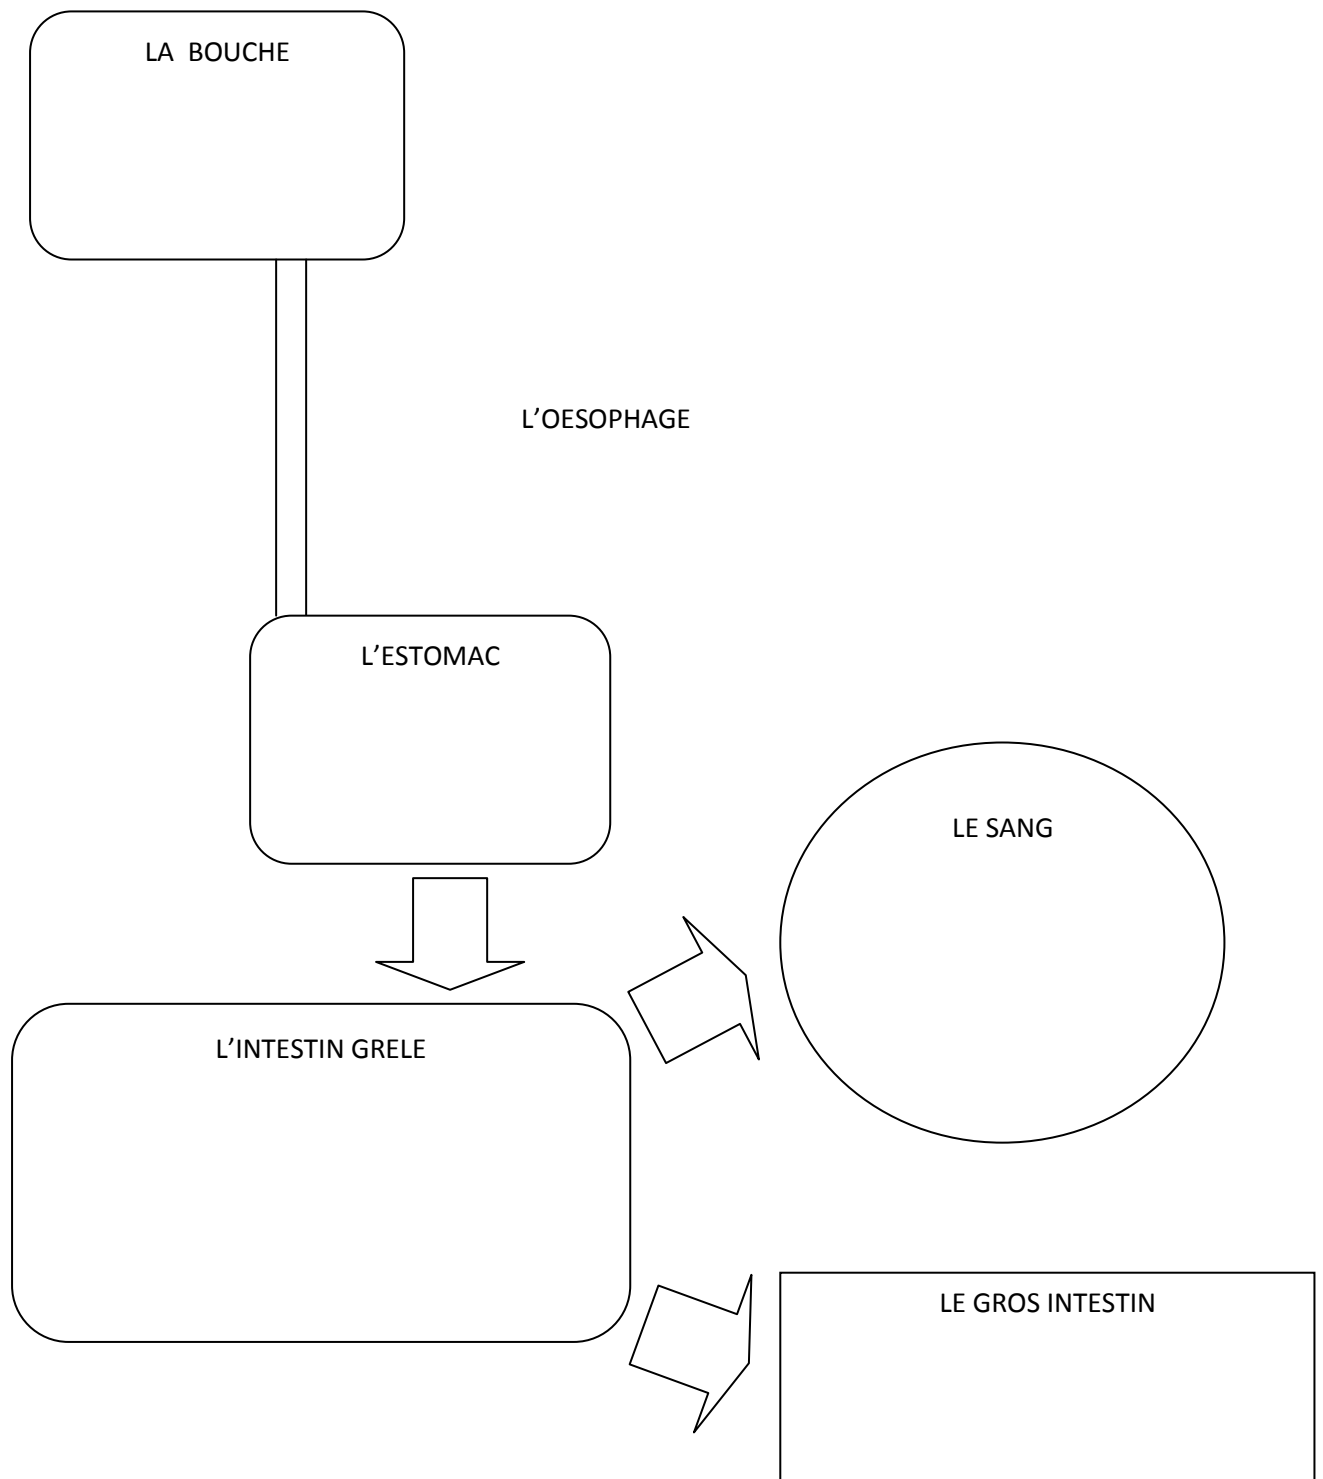 LA BOUCHE
L’OESOPHAGE
L’ESTOMAC
LE SANG
L’INTESTIN GRELE
LE GROS INTESTIN